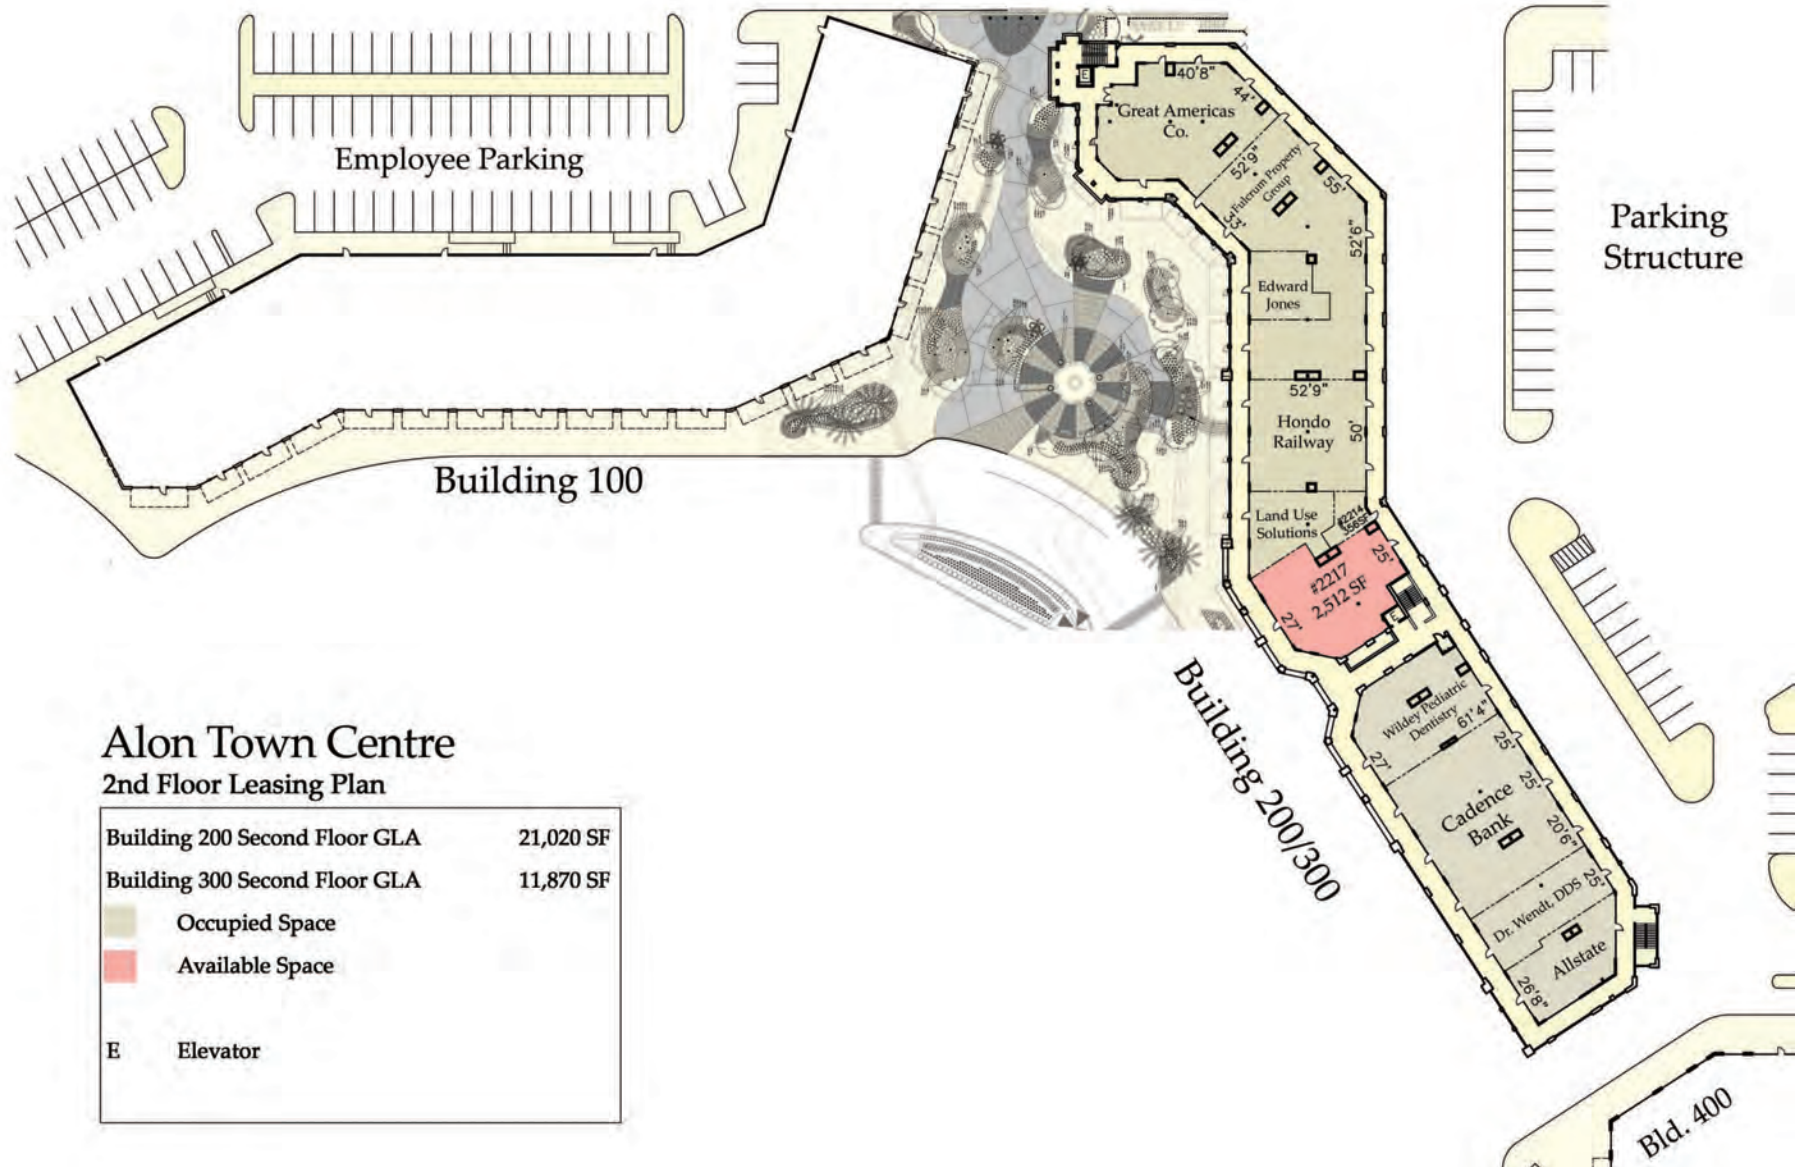 Employee Parking
Building 100
E
40'8"
44'
Great Americas
Co.
52'9"
Fulcrum Property
Group
55'
33'
52'6"
Edward
Jones
52'9"
Hondo
Railway
50'
Land Use
Solutions
#2214
356SF
25'
#2217
2,512 SF
27'
E
Parking
Structure
Building 200/300
Wildey Pediatric
Dentistry
61'4"
27'
25'
25'
Cadence
Bank
20'6"
25'
Dr. Wendt, DDS
Allstate
26'8"
Bld. 400
Alon Town Centre
2nd Floor Leasing Plan
Building 200 Second Floor GLA 21,020 SF
Building 300 Second Floor GLA 11,870 SF
Occupied Space
Available Space
E Elevator